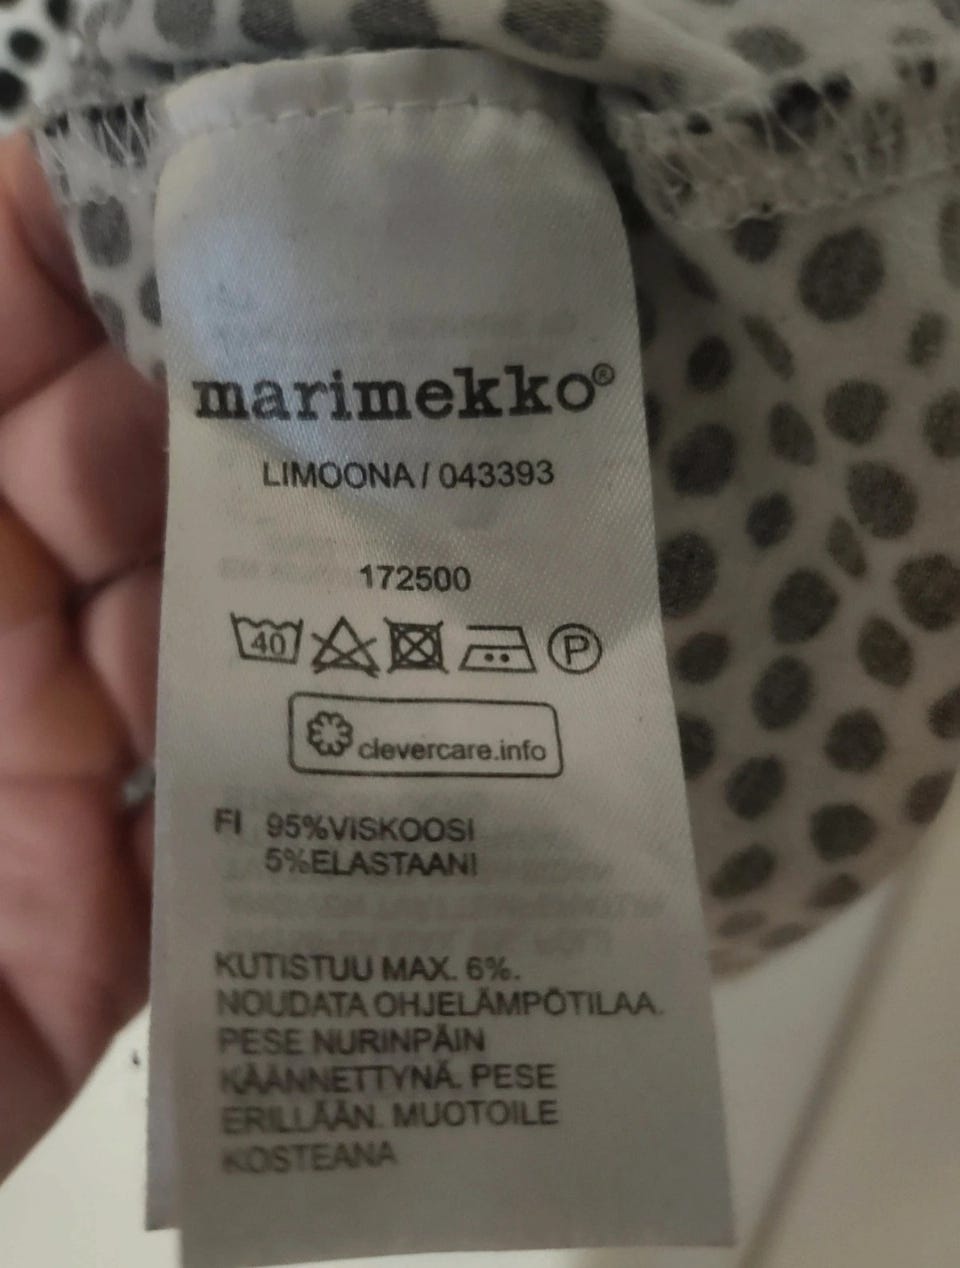 marimekko®
LIMOONA / 043393
172500
40 P
clevercare.info
FI 95%VISKOOSI
5%ELASTAANI
KUTISTUU MAX. 6%.
NOUDATA OHJELÄMPÖTILAA.
PESE NURINPÄIN
KÄÄNNETTYNÄ. PESE
ERILLÄÄN. MUOTOILE
KOSTEANA